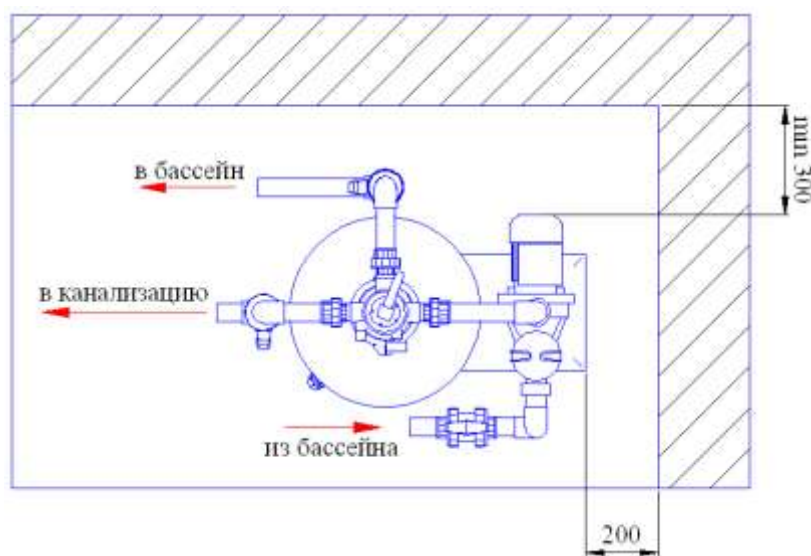 min 300
в бассейн
в канализацию
из бассейна
200